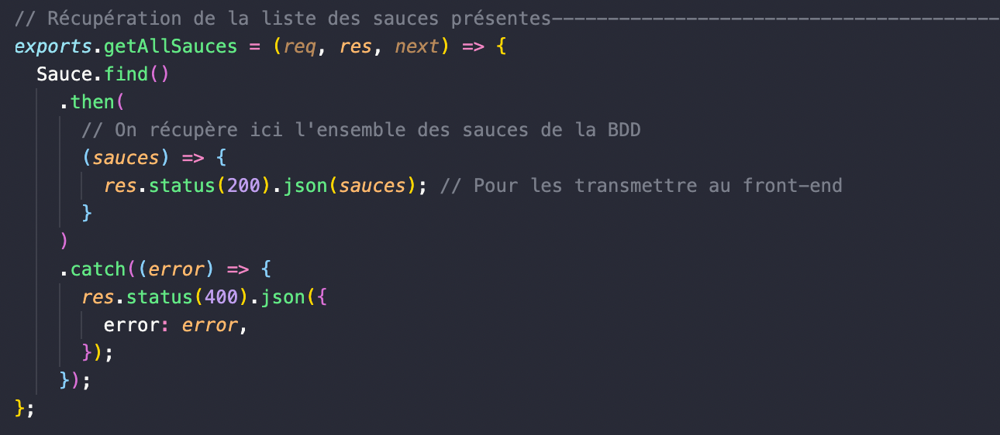 // Récupération de la liste des sauces présentes----------------------------------------
exports.getAllSauces = (req, res, next) => {
  Sauce.find()
    .then(
      // On récupère ici l'ensemble des sauces de la BDD
      (sauces) => {
        res.status(200).json(sauces); // Pour les transmettre au front-end
      }
    )
    .catch((error) => {
      res.status(400).json({
        error: error,
      });
    });
};